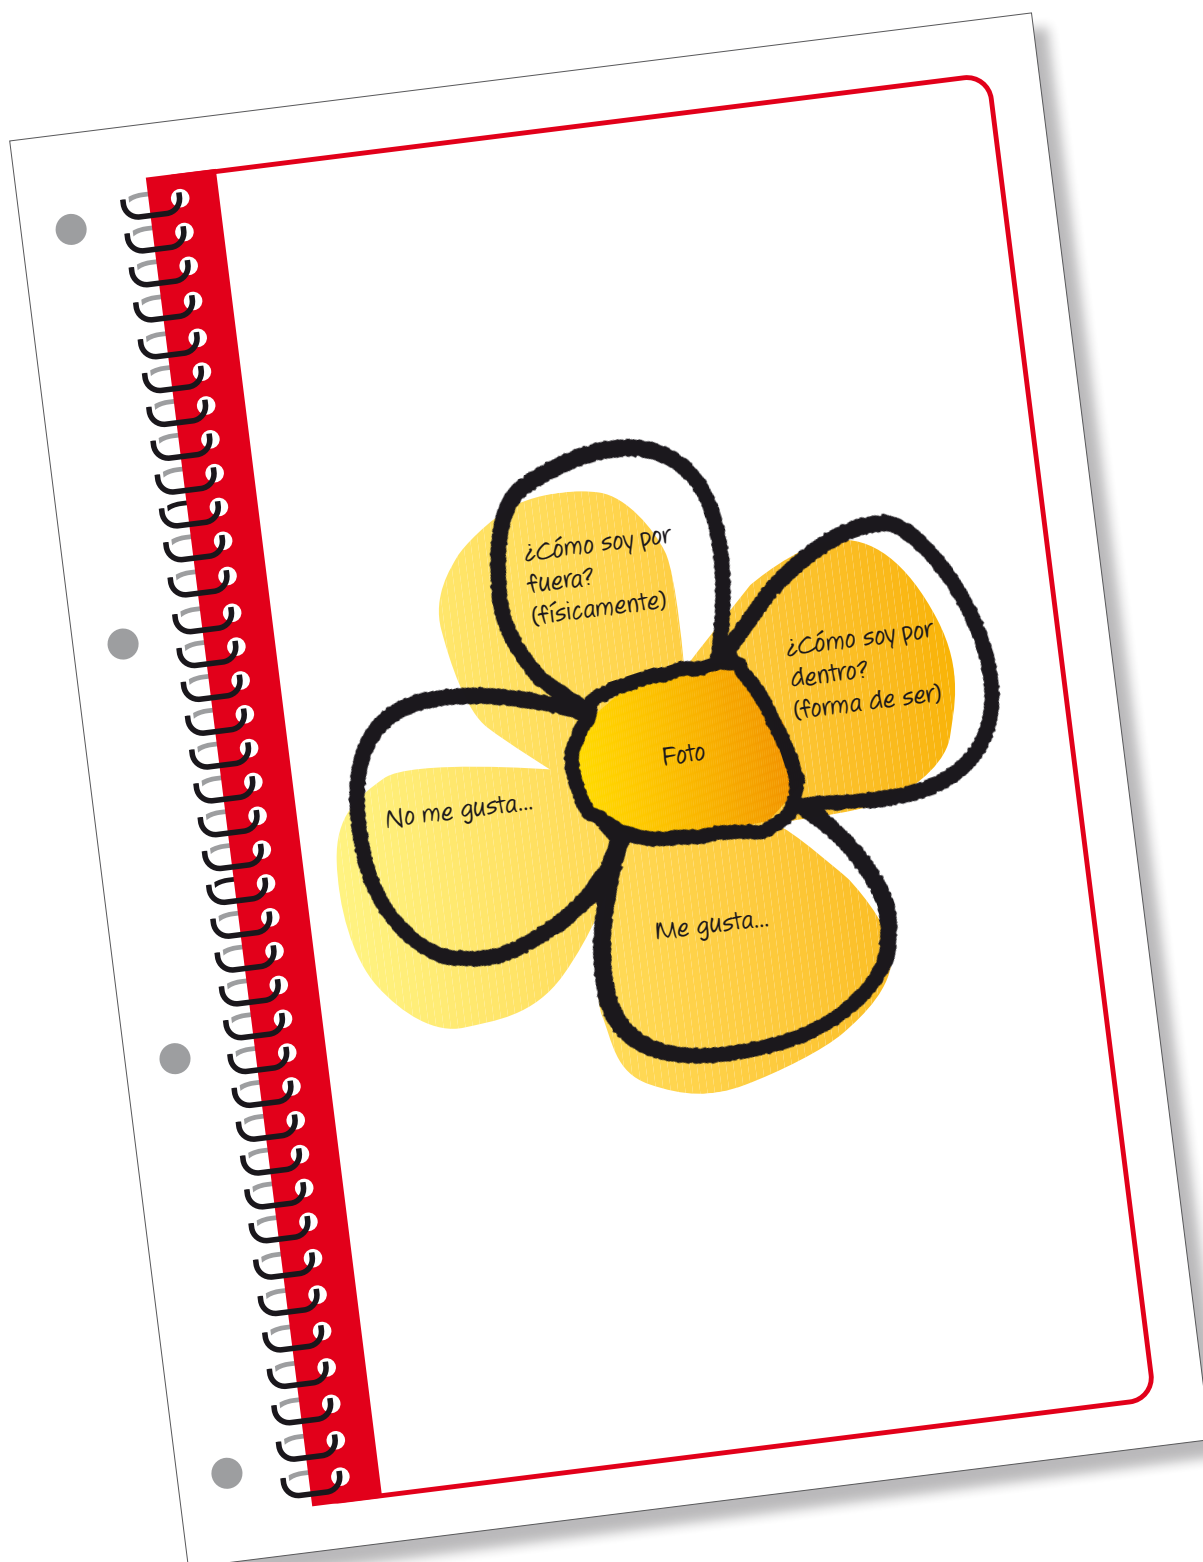 ¿Cómo soy por
fuera?
(físicamente)
¿Cómo soy por
dentro?
(forma de ser)
Foto
No me gusta...
Me gusta...